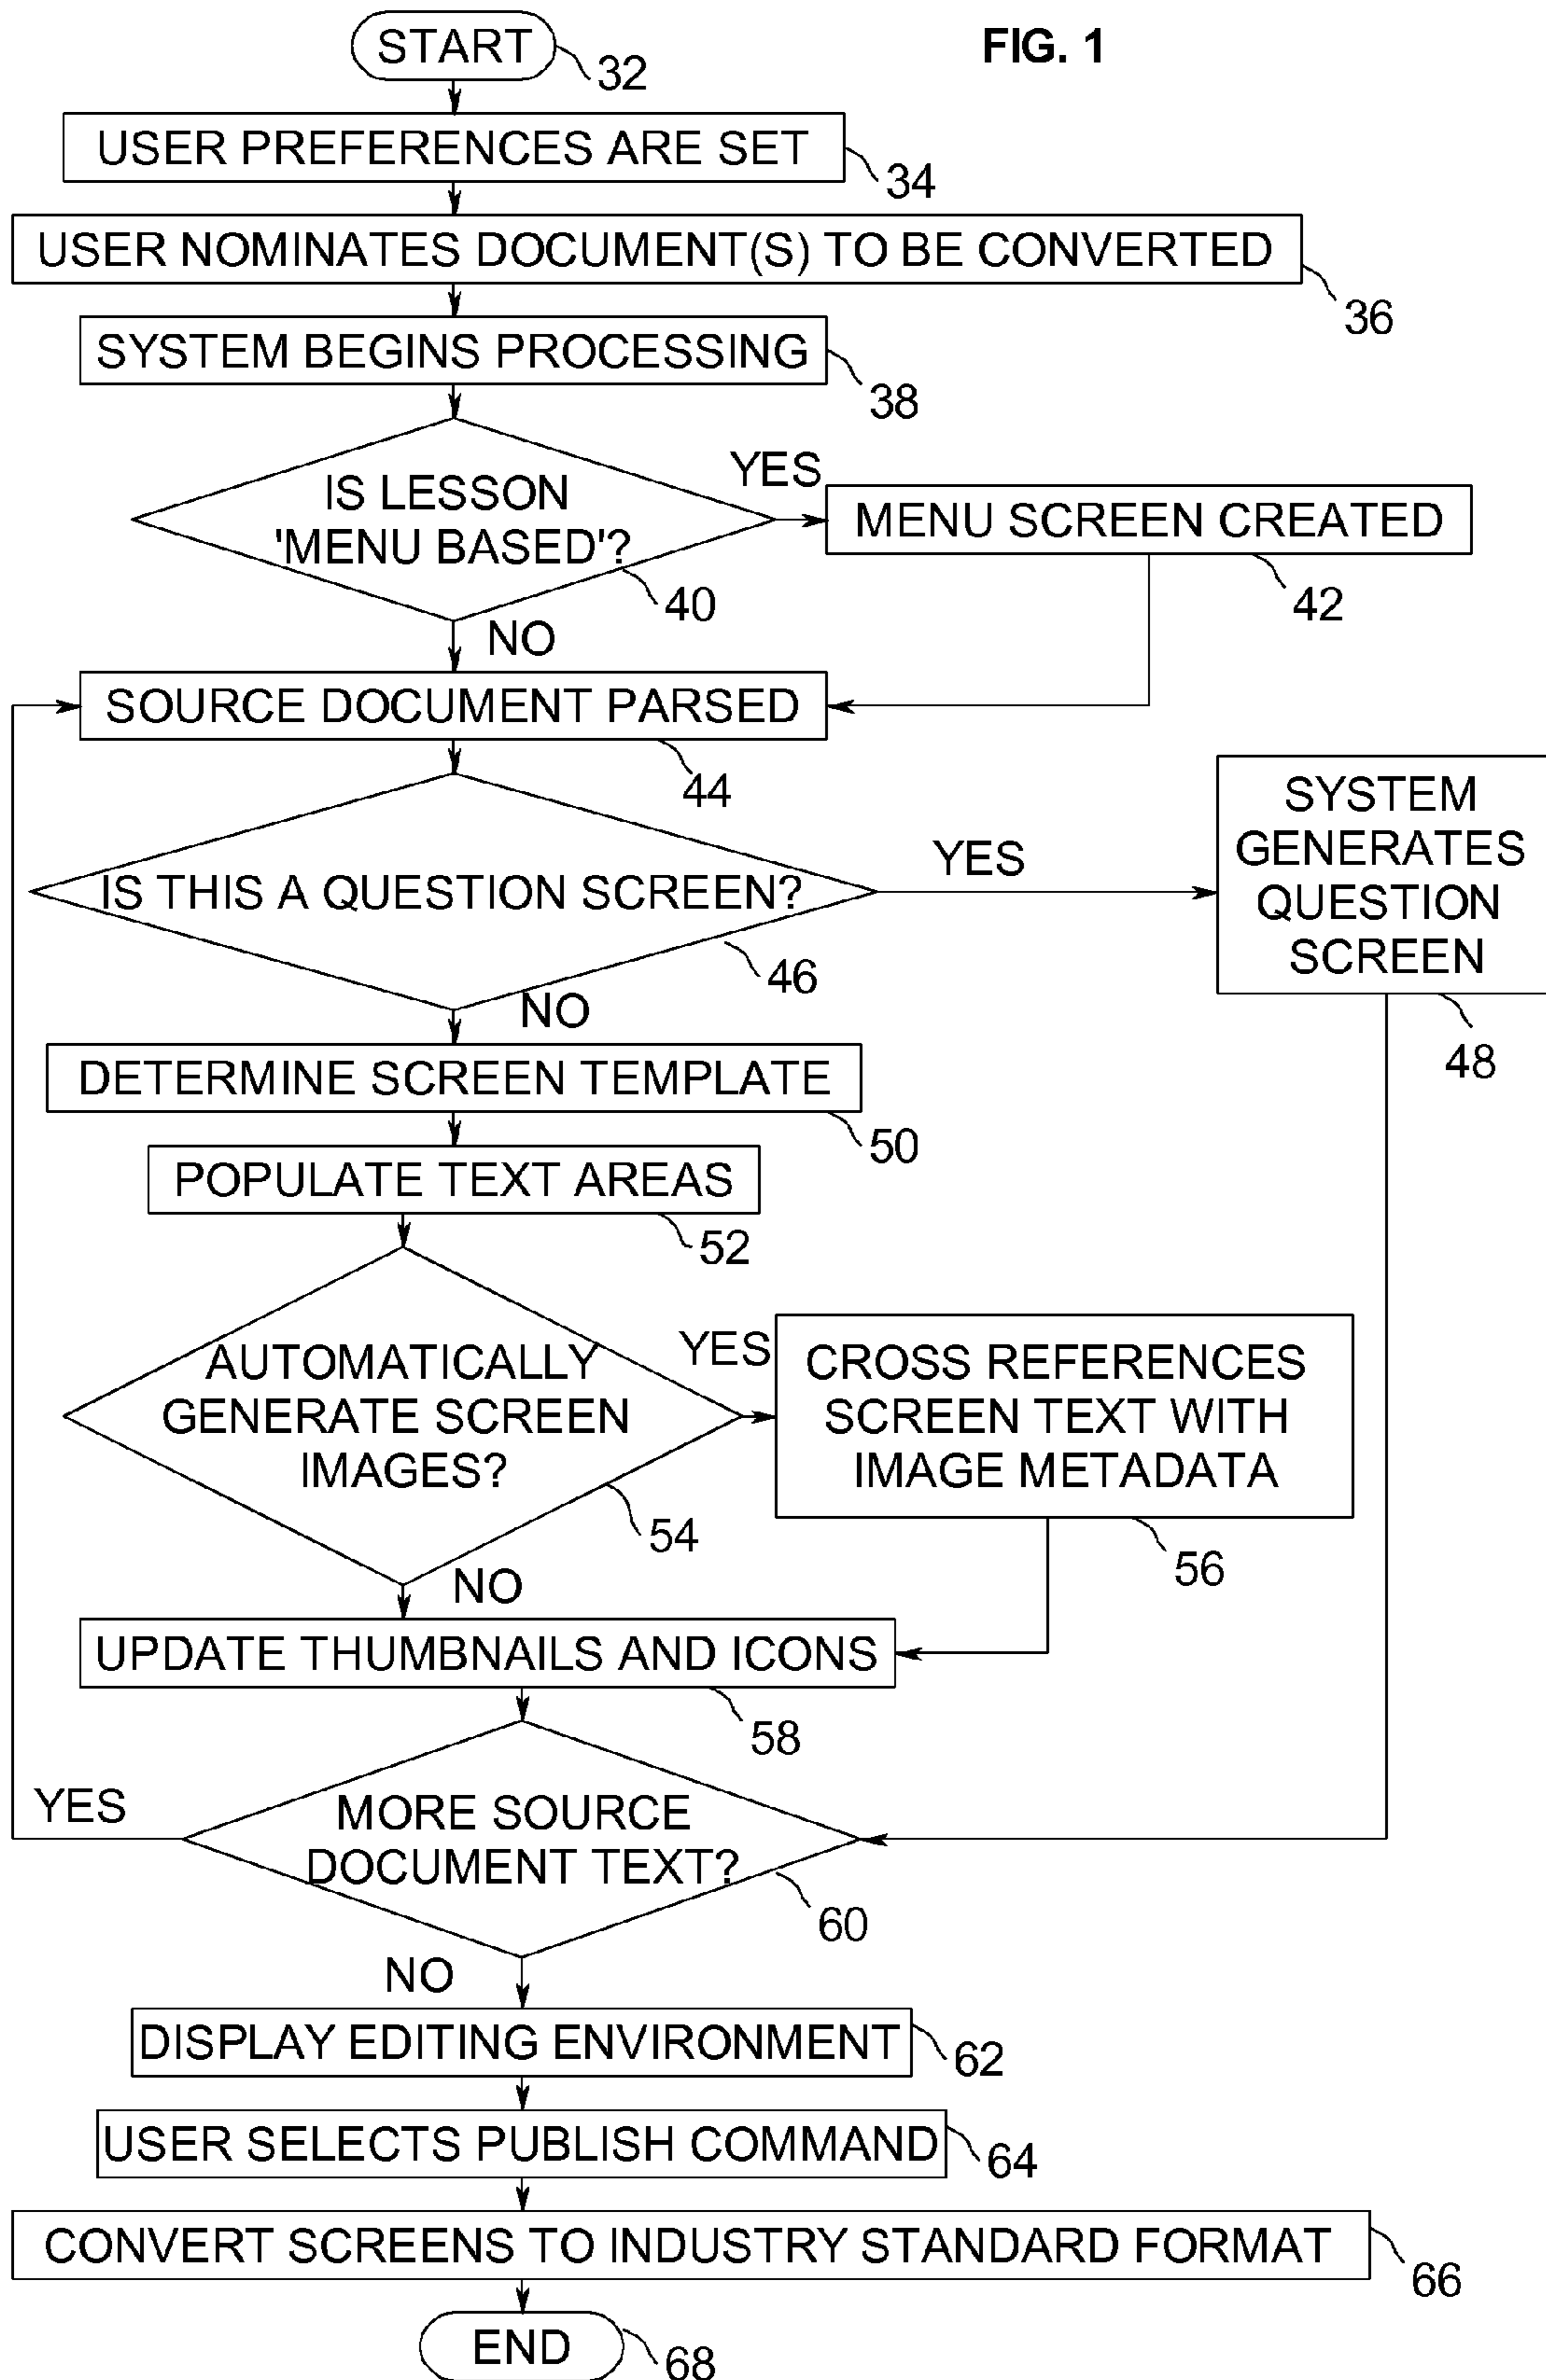 FIG. 1
START
32
USER PREFERENCES ARE SET
34
USER NOMINATES DOCUMENT(S) TO BE CONVERTED
36
SYSTEM BEGINS PROCESSING
38
IS LESSON
'MENU BASED'?
40
YES
MENU SCREEN CREATED
42
NO
SOURCE DOCUMENT PARSED
44
IS THIS A QUESTION SCREEN?
46
YES
SYSTEM
GENERATES
QUESTION
SCREEN
48
NO
DETERMINE SCREEN TEMPLATE
50
POPULATE TEXT AREAS
52
AUTOMATICALLY
GENERATE SCREEN
IMAGES?
54
YES
CROSS REFERENCES
SCREEN TEXT WITH
IMAGE METADATA
56
NO
UPDATE THUMBNAILS AND ICONS
58
YES
MORE SOURCE
DOCUMENT TEXT?
60
NO
DISPLAY EDITING ENVIRONMENT
62
USER SELECTS PUBLISH COMMAND
64
CONVERT SCREENS TO INDUSTRY STANDARD FORMAT
66
END
68